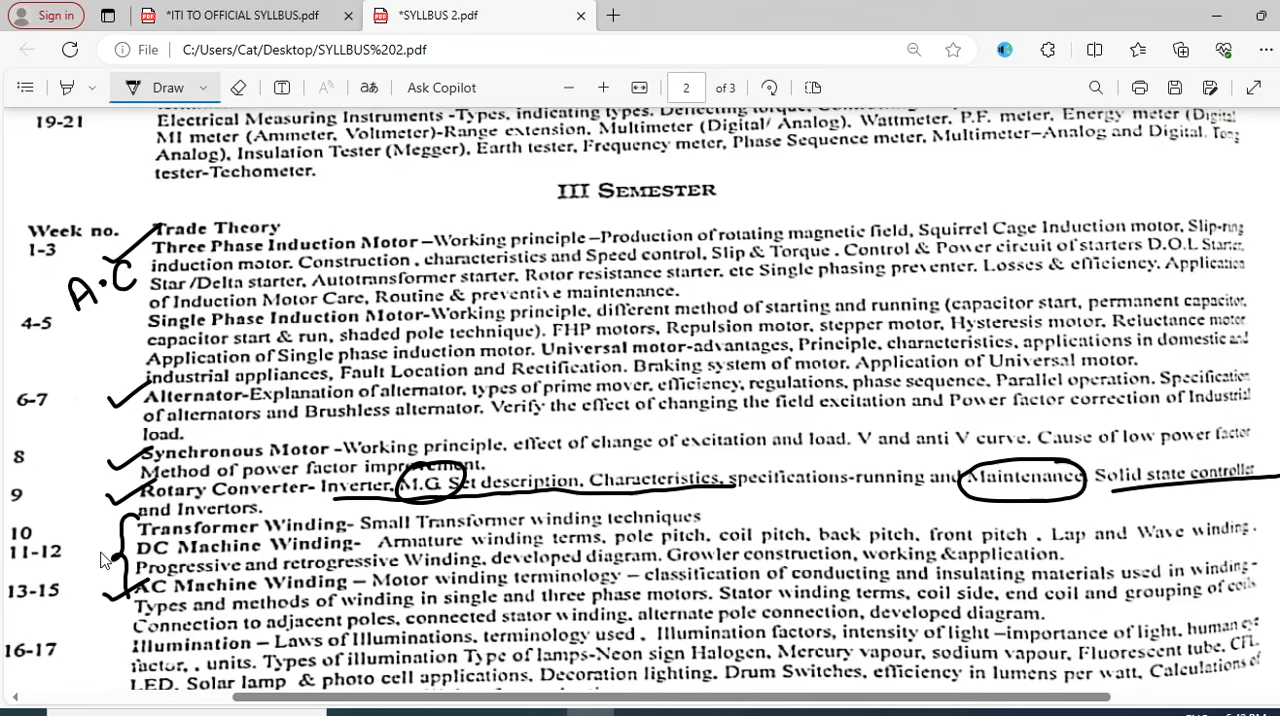 Sign in
*ITI TO OFFICIAL SYLLBUS.pdf
*SYLLBUS 2.pdf
File
C:/Users/Cat/Desktop/SYLLBUS%202.pdf
Draw
Ask Copilot
2
of 3
19-21
Electrical Measuring Instruments -Types, indicating types. Deflecting torque,
MI meter (Ammeter, Voltmeter)-Range extension, Multimeter (Digital/ Analog), Wattmeter, P.F. meter, Energy meter (Digital
Analog), Insulation Tester (Megger), Earth tester, Frequency meter, Phase Sequence meter, Multimeter–Analog and Digital. Tong
tester-Techometer.
III SEMESTER
Week no.
Trade Theory
1-3
Three Phase Induction Motor –Working principle –Production of rotating magnetic field, Squirrel Cage Induction motor, Slip-ring
induction motor. Construction , characteristics and Speed control, Slip & Torque . Control & Power circuit of starters D.O.L Starter,
A.C
Star /Delta starter, Autotransformer starter, Rotor resistance starter, etc Single phasing preventer. Losses & efficiency. Application
of Induction Motor Care, Routine & preventive maintenance.
4-5
Single Phase Induction Motor-Working principle, different method of starting and running (capacitor start, permanent capacitor,
capacitor start & run, shaded pole technique). FHP motors, Repulsion motor, stepper motor, Hysteresis motor, Reluctance motor
Application of Single phase induction motor. Universal motor-advantages, Principle, characteristics, applications in domestic and
industrial appliances, Fault Location and Rectification. Braking system of motor. Application of Universal motor.
6-7
Alternator-Explanation of alternator, types of prime mover, efficiency, regulations, phase sequence, Parallel operation. Specification
of alternators and Brushless alternator. Verify the effect of changing the field excitation and Power factor correction of Industrial
load.
8
Synchronous Motor –Working principle, effect of change of excitation and load. V and anti V curve. Cause of low power factor
Method of power factor improvement.
9
Rotary Converter- Inverter, M.G. Set description, Characteristics, specifications-running and Maintenance. Solid state controller
and Invertors.
10
Transformer Winding- Small Transformer winding techniques
11-12
DC Machine Winding- Armature winding terms, pole pitch, coil pitch, back pitch, front pitch , Lap and Wave winding.
Progressive and retrogressive Winding, developed diagram. Growler construction, working &application.
13-15
AC Machine Winding – Motor winding terminology – classification of conducting and insulating materials used in winding-
Types and methods of winding in single and three phase motors. Stator winding terms, coil side, end coil and grouping of coils
Connection to adjacent poles, connected stator winding, alternate pole connection, developed diagram.
16-17
Illumination – Laws of Illuminations, terminology used , Illumination factors, intensity of light –importance of light, human eye
factor, , units. Types of illumination Type of lamps-Neon sign Halogen, Mercury vapour, sodium vapour, Fluorescent tube. CFL
LED, Solar lamp & photo cell applications, Decoration lighting, Drum Switches, efficiency in lumens per watt, Calculations of